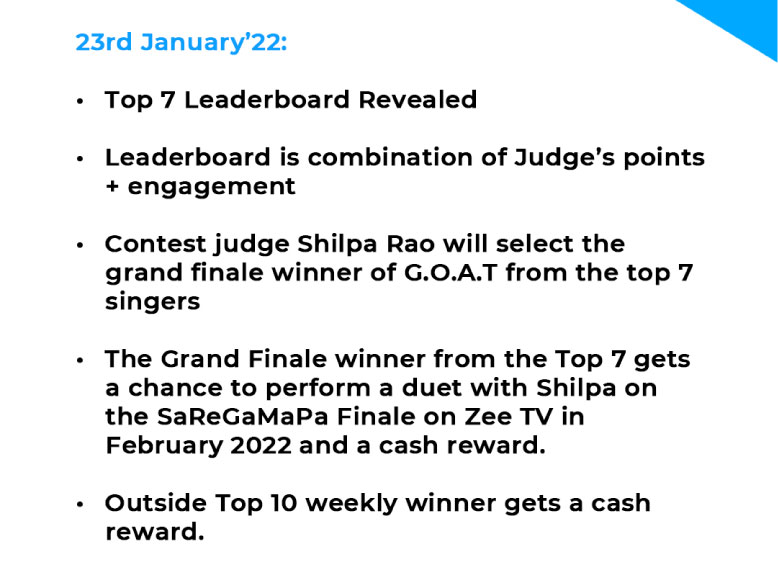 23rd January’22:
• Top 7 Leaderboard Revealed
• Leaderboard is combination of Judge’s points
+ engagement
• Contest judge Shilpa Rao will select the
grand finale winner of G.O.A.T from the top 7
singers
• The Grand Finale winner from the Top 7 gets
a chance to perform a duet with Shilpa on
the SaReGaMaPa Finale on Zee TV in
February 2022 and a cash reward.
• Outside Top 10 weekly winner gets a cash
reward.